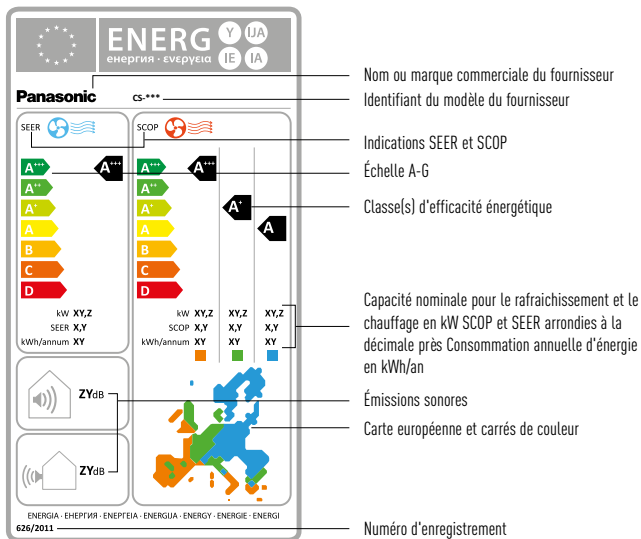 ENERG
енергия · ενεργεια
Y
IJA
IE
IA
Panasonic
CS-***
Nom ou marque commerciale du fournisseur
Identifiant du modèle du fournisseur
SEER
SCOP
Indications SEER et SCOP
A+++
A+++
A+++
A+++
Échelle A-G
A++
A++
A+
A+
A+
Classe(s) d'efficacité énergétique
A
A
A
B
B
C
C
D
D
kW XY,Z
SEER X,Y
kWh/annum XY
kW XY,Z XY,Z XY,Z
SCOP X,Y X,Y X,Y
kWh/annum XY XY XY
Capacité nominale pour le rafraichissement et le
chauffage en kW SCOP et SEER arrondies à la
décimale près Consommation annuelle d'énergie
en kWh/an
ZYdB
Émissions sonores
Carte européenne et carrés de couleur
ZYdB
ENERGIA · ЕНЕРГИЯ · ΕΝΕΡΓΕΙΑ · ENERGIJA · ENERGY · ENERGIE · ENERGI
626/2011
Numéro d'enregistrement